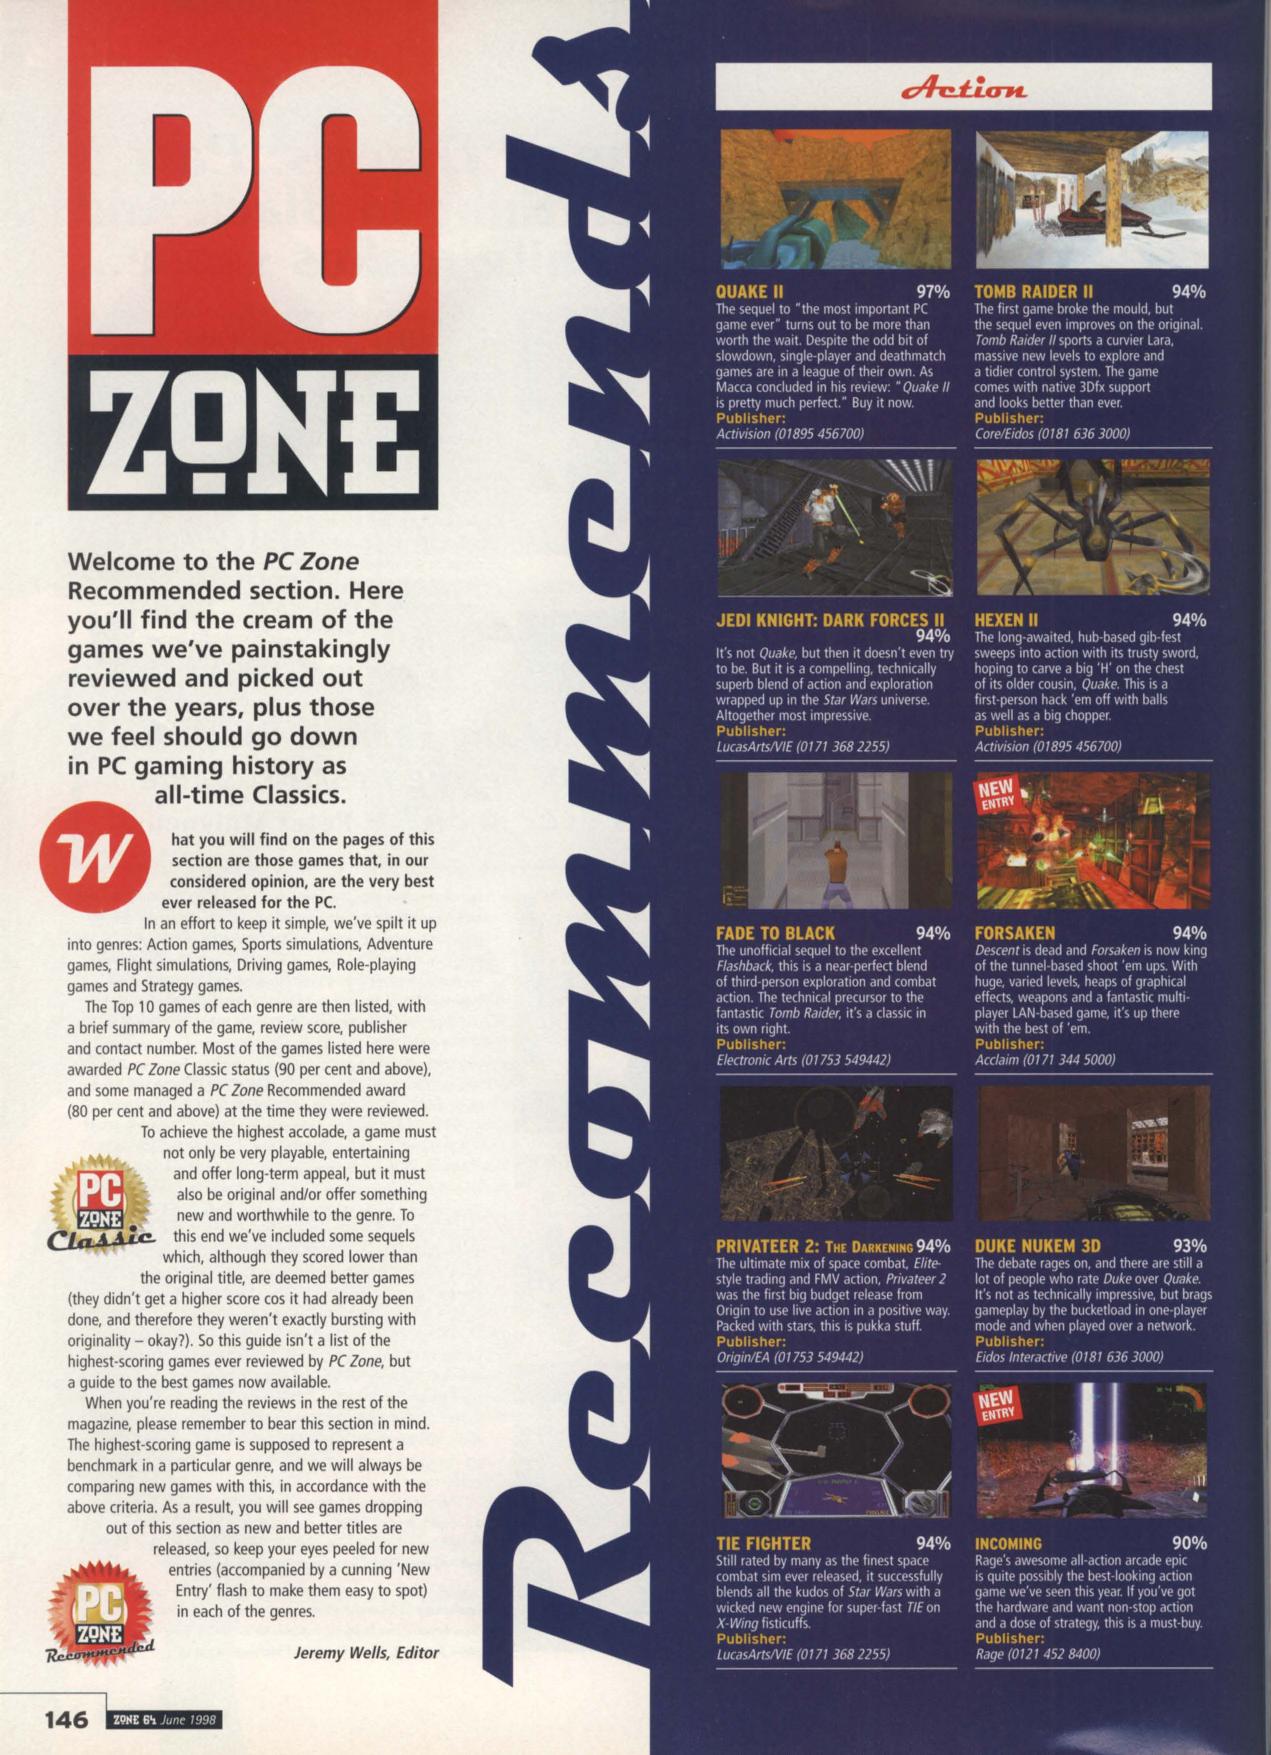 PC
ZONE
Recommends
Welcome to the PC Zone
Recommended section. Here
you'll find the cream of the
games we've painstakingly
reviewed and picked out
over the years, plus those
we feel should go down
in PC gaming history as
all-time Classics.
What you will find on the pages of this
section are those games that, in our
considered opinion, are the very best
ever released for the PC.
In an effort to keep it simple, we've spilt it up
into genres: Action games, Sports simulations, Adventure
games, Flight simulations, Driving games, Role-playing
games and Strategy games.
The Top 10 games of each genre are then listed, with
a brief summary of the game, review score, publisher
and contact number. Most of the games listed here were
awarded PC Zone Classic status (90 per cent and above),
and some managed a PC Zone Recommended award
(80 per cent and above) at the time they were reviewed.
To achieve the highest accolade, a game must
not only be very playable, entertaining
and offer long-term appeal, but it must
also be original and/or offer something
new and worthwhile to the genre. To
this end we've included some sequels
which, although they scored lower than
the original title, are deemed better games
(they didn't get a higher score cos it had already been
done, and therefore they weren't exactly bursting with
originality – okay?). So this guide isn't a list of the
highest-scoring games ever reviewed by PC Zone, but
a guide to the best games now available.
When you're reading the reviews in the rest of the
magazine, please remember to bear this section in mind.
The highest-scoring game is supposed to represent a
benchmark in a particular genre, and we will always be
comparing new games with this, in accordance with the
above criteria. As a result, you will see games dropping
out of this section as new and better titles are
released, so keep your eyes peeled for new
entries (accompanied by a cunning 'New
Entry' flash to make them easy to spot)
in each of the genres.
Jeremy Wells, Editor
PC
ZONE
Classic
PC
ZONE
Recommended
146 ZONE 64 June 1998
Action
QUAKE II 97%
The sequel to "the most important PC
game ever" turns out to be more than
worth the wait. Despite the odd bit of
slowdown, single-player and deathmatch
games are in a league of their own. As
Macca concluded in his review: "Quake II
is pretty much perfect." Buy it now.
Publisher:
Activision (01895 456700)
TOMB RAIDER II 94%
The first game broke the mould, but
the sequel even improves on the original.
Tomb Raider II sports a curvier Lara,
massive new levels to explore and
a tidier control system. The game
comes with native 3Dfx support
and looks better than ever.
Publisher:
Core/Eidos (0181 636 3000)
JEDI KNIGHT: DARK FORCES II
94%
It's not Quake, but then it doesn't even try
to be. But it is a compelling, technically
superb blend of action and exploration
wrapped up in the Star Wars universe.
Altogether most impressive.
Publisher:
LucasArts/VIE (0171 368 2255)
HEXEN II 94%
The long-awaited, hub-based gib-fest
sweeps into action with its trusty sword,
hoping to carve a big 'H' on the chest
of its older cousin, Quake. This is a
first-person hack 'em off with balls
as well as a big chopper.
Publisher:
Activision (01895 456700)
FADE TO BLACK 94%
The unofficial sequel to the excellent
Flashback, this is a near-perfect blend
of third-person exploration and combat
action. The technical precursor to the
fantastic Tomb Raider, it's a classic in
its own right.
Publisher:
Electronic Arts (01753 549442)
NEW
ENTRY
FORSAKEN 94%
Descent is dead and Forsaken is now king
of the tunnel-based shoot 'em ups. With
huge, varied levels, heaps of graphical
effects, weapons and a fantastic multi-
player LAN-based game, it's up there
with the best of 'em.
Publisher:
Acclaim (0171 344 5000)
PRIVATEER 2: THE DARKENING 94%
The ultimate mix of space combat, Elite-
style trading and FMV action, Privateer 2
was the first big budget release from
Origin to use live action in a positive way.
Packed with stars, this is pukka stuff.
Publisher:
Origin/EA (01753 549442)
DUKE NUKEM 3D 93%
The debate rages on, and there are still a
lot of people who rate Duke over Quake.
It's not as technically impressive, but brags
gameplay by the bucketload in one-player
mode and when played over a network.
Publisher:
Eidos Interactive (0181 636 3000)
TIE FIGHTER 94%
Still rated by many as the finest space
combat sim ever released, it successfully
blends all the kudos of Star Wars with a
wicked new engine for super-fast TIE on
X-Wing fisticuffs.
Publisher:
LucasArts/VIE (0171 368 2255)
NEW
ENTRY
INCOMING 90%
Rage's awesome all-action arcade epic
is quite possibly the best-looking action
game we've seen this year. If you've got
the hardware and want non-stop action
and a dose of strategy, this is a must-buy.
Publisher:
Rage (0121 452 8400)